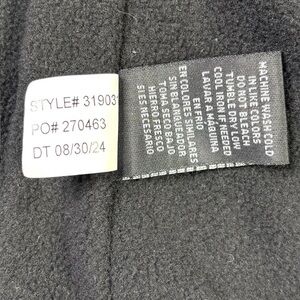 STYLE# 31903
PO# 270463
DT 08/30/24
MACHINE WASH COLD
IN LIKE COLORS
DO NOT BLEACH
TUMBLE DRY LOW
COOL IRON IF NEEDED
LAVAR A MAQUINA
EN FRIO
EN COLORES SIMILARES
SIN BLANQUEADOR
TOMA SECO BAJO
HIERRO FRESCO
SI ES NECESARIO